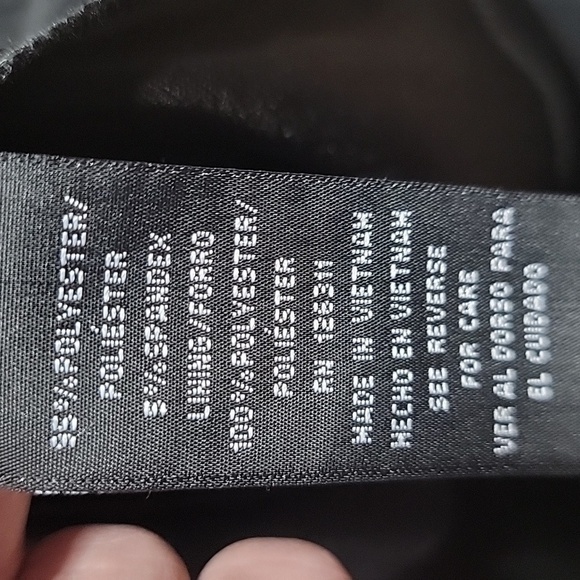 95%POLYESTER/
POLIÉSTER
5%SPANDEX
LINING/FORRO
100%POLYESTER/
POLIÉSTER
RN
MADE IN VIETNAM
HECHO EN VIETNAM
SEE REVERSE
FOR CARE
VER AL DORSO PARA
EL CUIDADO